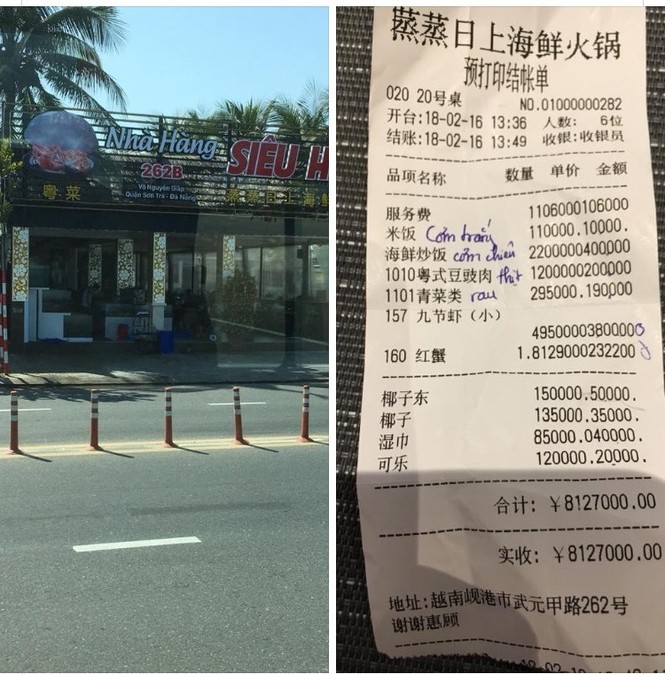 Nhà Hàng
SIÊU H
262B
Võ Nguyên Giáp
Quận Sơn Trà - Đà Nẵng
粤菜
蒸蒸日上海鲜
蒸蒸日上海鲜火锅
预打印结帐单
020 20号桌 NO.01000000282
开台:18-02-16 13:36 人数: 6位
结账:18-02-16 13:49 收银:收银员
品项名称 数量 单价 金额
服务费 1106000106000
米饭 Cơm trắng 110000.10000.
海鲜炒饭 cơm chiên 2200000400000
1010粤式豆豉肉 thịt 1200000200000
1101青菜类 rau 295000.190000
157 九节虾（小）
49500003800000
160 红蟹 1.8129000232200
椰子东 150000.50000.
椰子 135000.35000.
湿巾 85000.040000.
可乐 120000.20000.
合计: ￥8127000.00
实收: ￥8127000.00
地址:越南岘港市武元甲路262号
谢谢惠顾